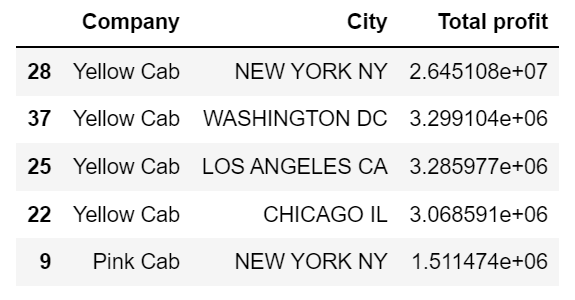 Company City Total profit
28 Yellow Cab NEW YORK NY 2.645108e+07
37 Yellow Cab WASHINGTON DC 3.299104e+06
25 Yellow Cab LOS ANGELES CA 3.285977e+06
22 Yellow Cab CHICAGO IL 3.068591e+06
9 Pink Cab NEW YORK NY 1.511474e+06